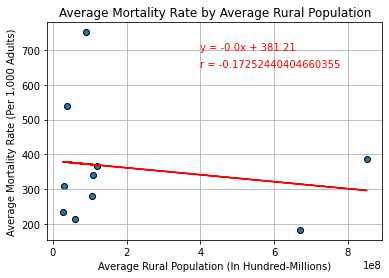 Average Mortality Rate by Average Rural Population
Average Mortality Rate (Per 1,000 Adults)
700
600
500
400
300
200
y = -0.0x + 381.21
r = -0.17252440404660355
0
2
4
6
8
1e8
Average Rural Population (In Hundred-Millions)